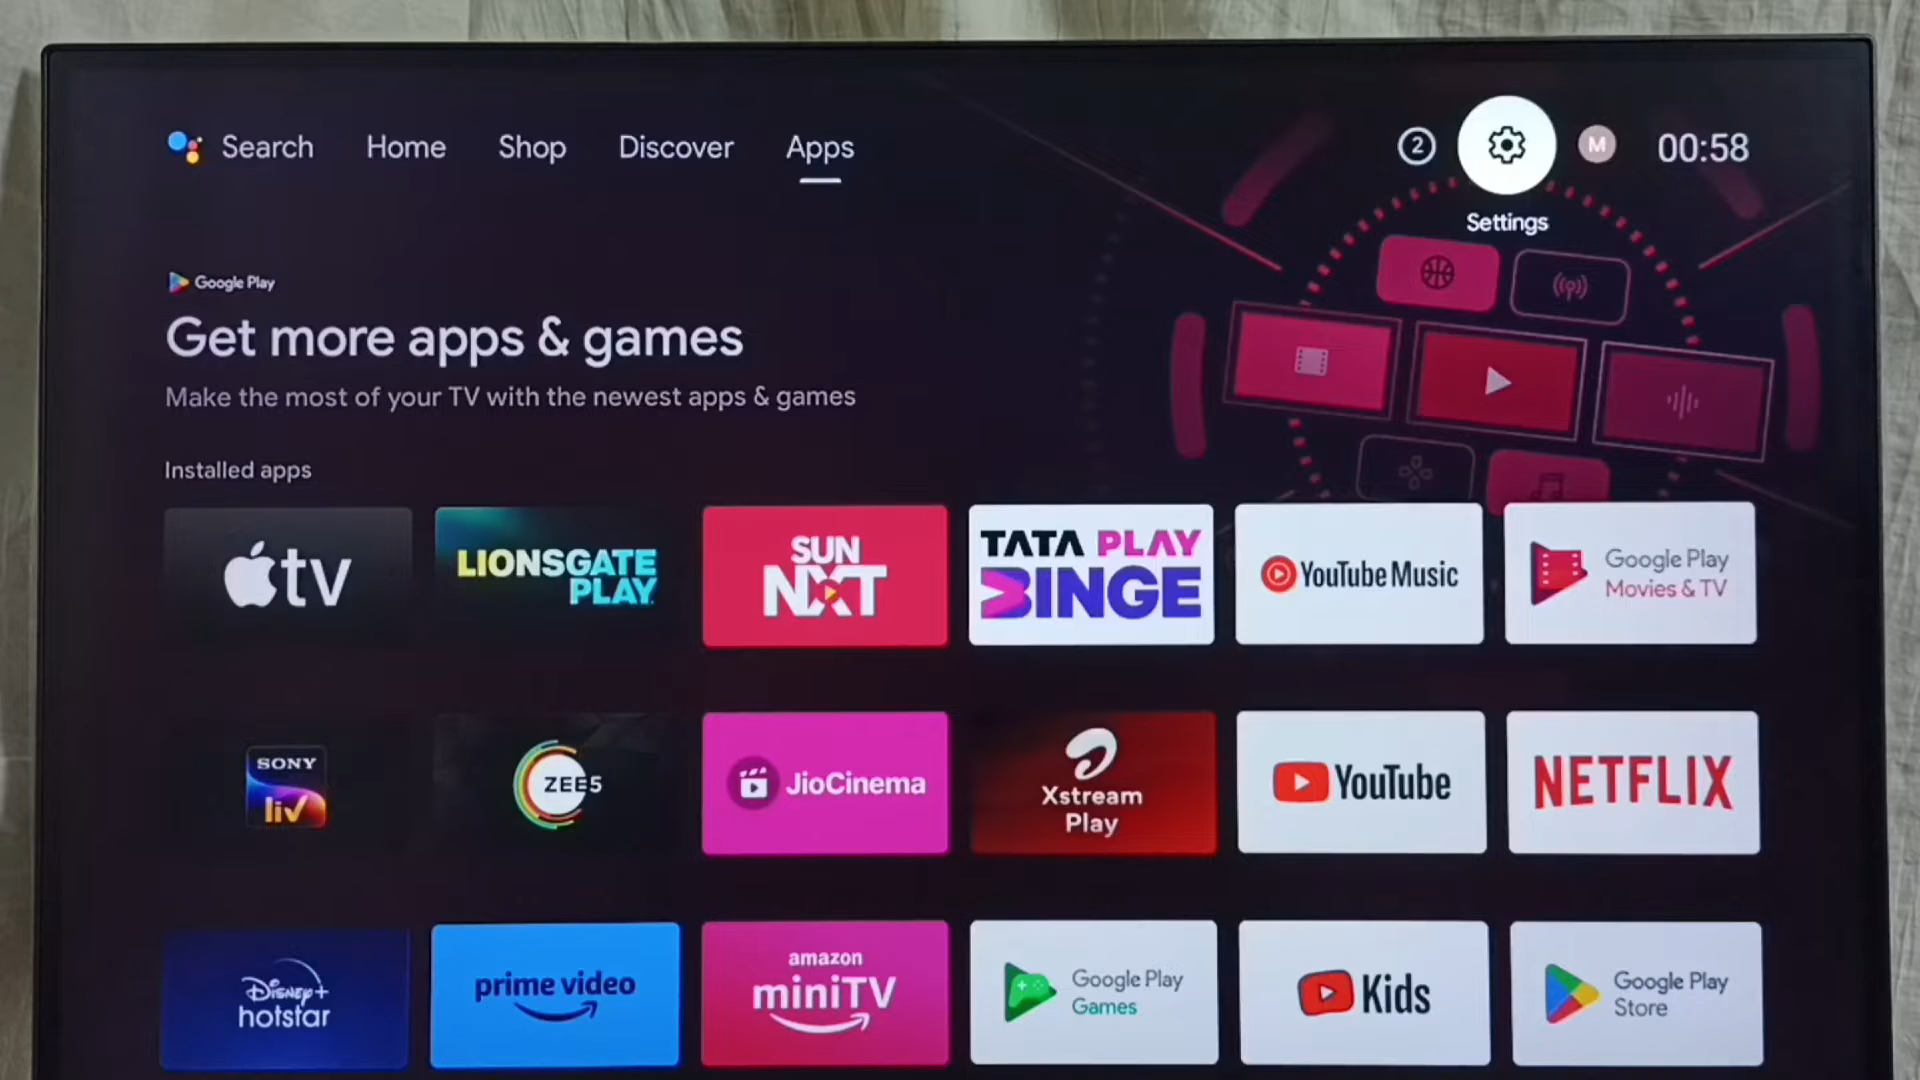 Search Home Shop Discover Apps 2 M 00:58
Settings
Google Play
Get more apps & games
Make the most of your TV with the newest apps & games
Installed apps
tv
LIONSGATE
PLAY
SUN
NXT
TATA PLAY
BINGE
YouTube Music
Google Play
Movies & TV
SONY
liv
ZEE5
JioCinema
Xstream
Play
YouTube
NETFLIX
Disney+
hotstar
prime video
amazon
miniTV
Google Play
Games
Kids
Google Play
Store